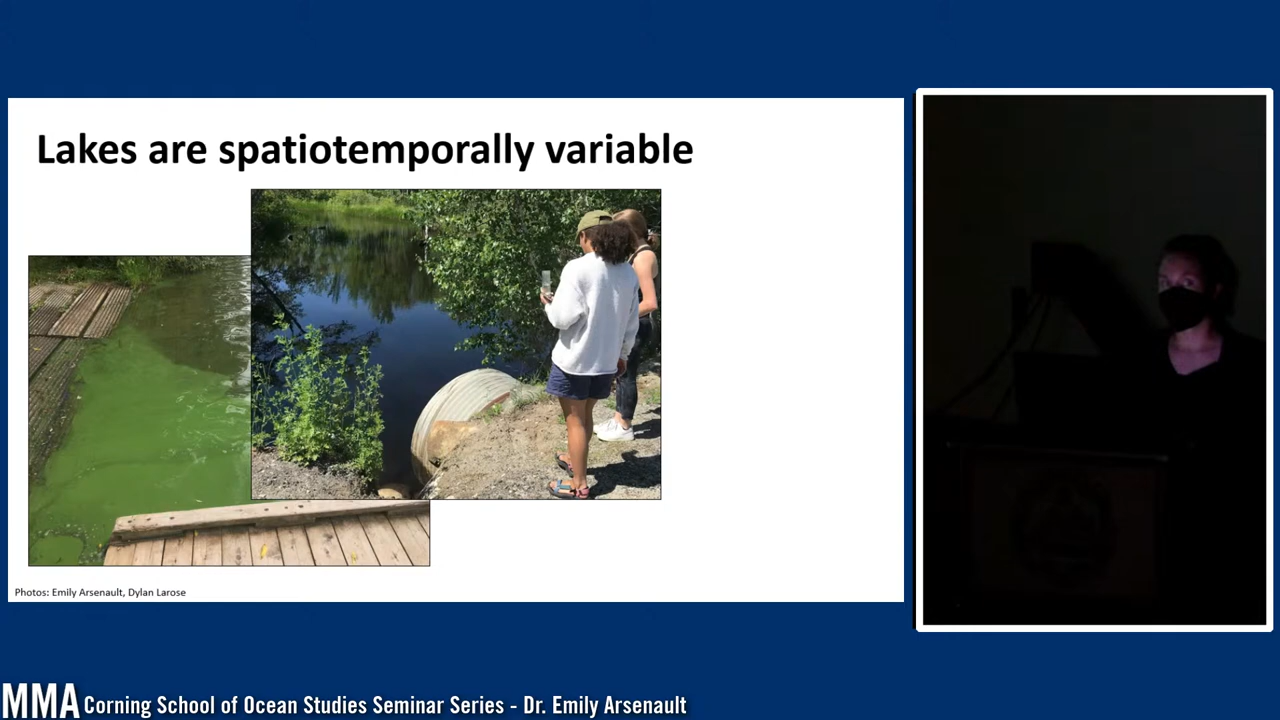 Lakes are spatiotemporally variable
Photos: Emily Arsenault, Dylan Larose
MMA Corning School of Ocean Studies Seminar Series - Dr. Emily Arsenault